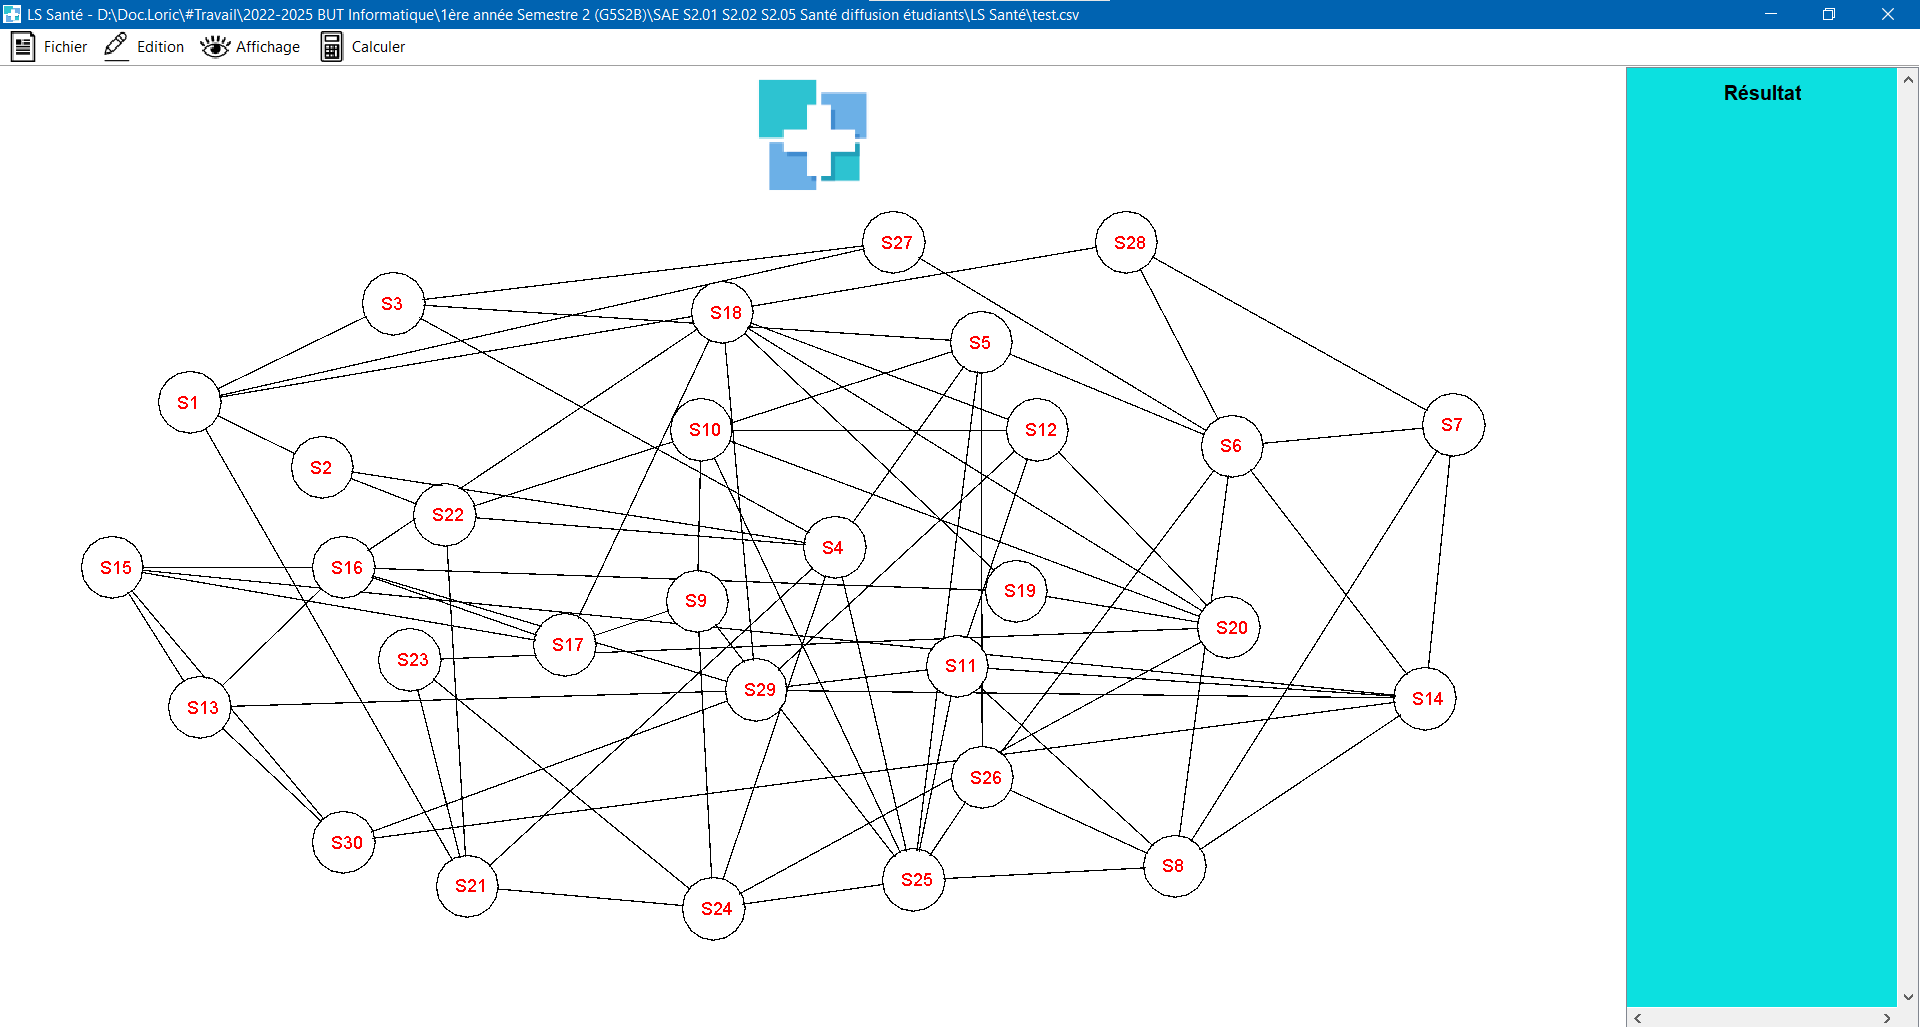 LS Santé - D:\Doc.Loric\#Travail\2022-2025 BUT Informatique\1ère année Semestre 2 (G5S2B)\SAE S2.01 S2.02 S2.05 Santé diffusion étudiants\LS Santé\test.csv
Fichier Edition Affichage Calculer
Résultat
S27 S28
S3 S18
S5
S1
S10 S12 S7
S6
S2
S22
S4
S15 S16
S19
S9
S20
S17
S23 S11
S29 S14
S13
S26
S30
S8
S21 S25
S24